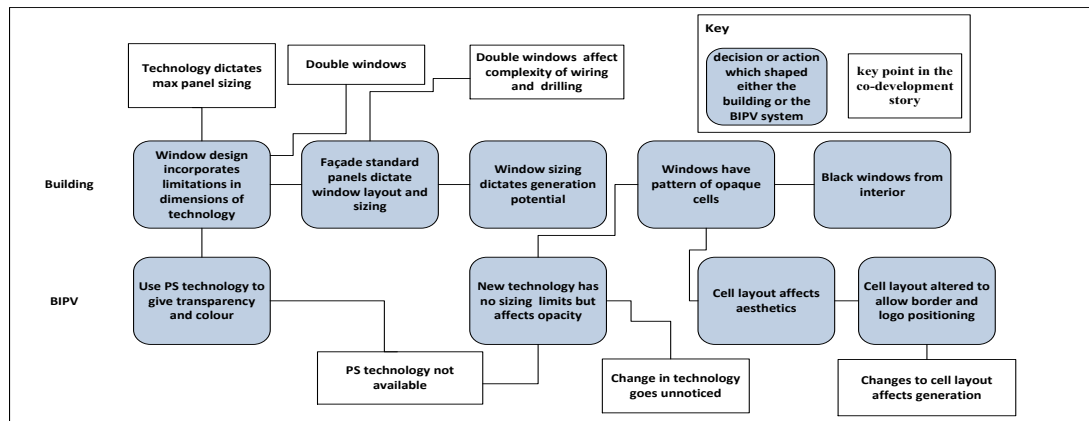 Key
decision or action
which shaped
either the
building or the
BIPV system
key point in the
co-development
story
Technology dictates
max panel sizing
Double windows
Double windows affect
complexity of wiring
and drilling
Building
Window design
incorporates
limitations in
dimensions of
technology
Façade standard
panels dictate
window layout and
sizing
Window sizing
dictates generation
potential
Windows have
pattern of opaque
cells
Black windows from
interior
BIPV
Use PS technology to
give transparency
and colour
New technology has
no sizing limits but
affects opacity
Cell layout affects
aesthetics
Cell layout altered to
allow border and
logo positioning
PS technology not
available
Change in technology
goes unnoticed
Changes to cell layout
affects generation